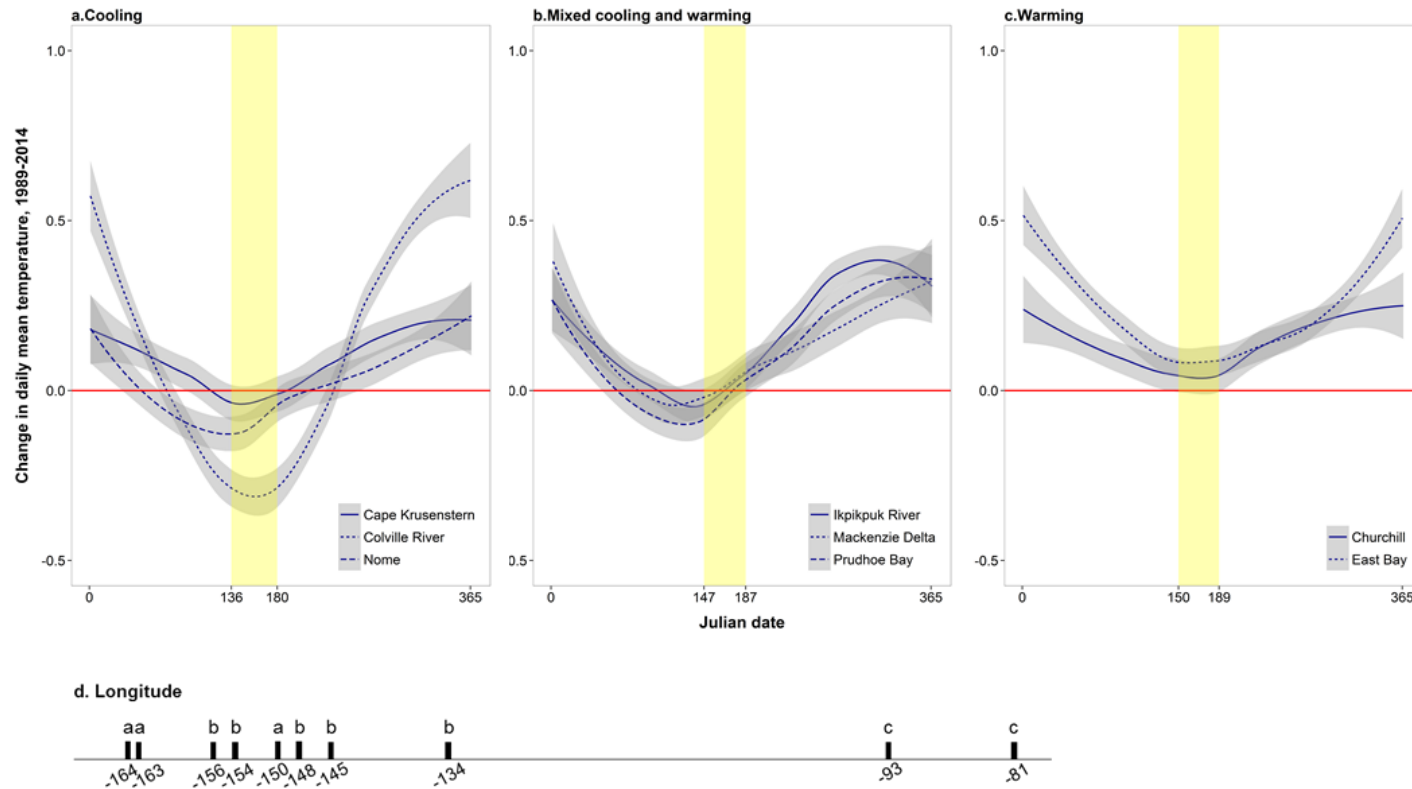 a.Cooling
b.Mixed cooling and warming
c.Warming
Change in daily mean temperature, 1989-2014
1.0
0.5
0.0
-0.5
Cape Krusenstern
Colville River
Nome
0 136 180 365
1.0
0.5
0.0
0.5
Ikpikpuk River
Mackenzie Delta
Prudhoe Bay
0 147 187 365
1.0
0.5
0.0
-0.5
Churchill
East Bay
0 150 189 365
Julian date
d. Longitude
a a b b a b b b c c
-164 -163 -156 -154 -150 -148 -145 -134 -93 -81